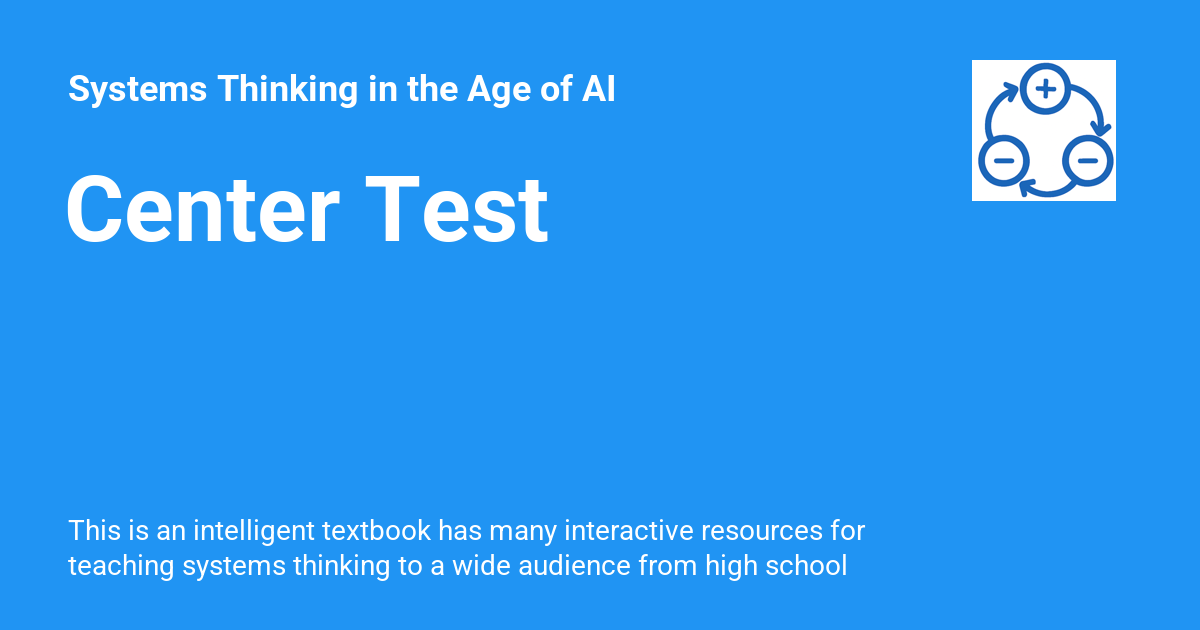 Systems Thinking in the Age of AI
Center Test
This is an intelligent textbook has many interactive resources for
teaching systems thinking to a wide audience from high school